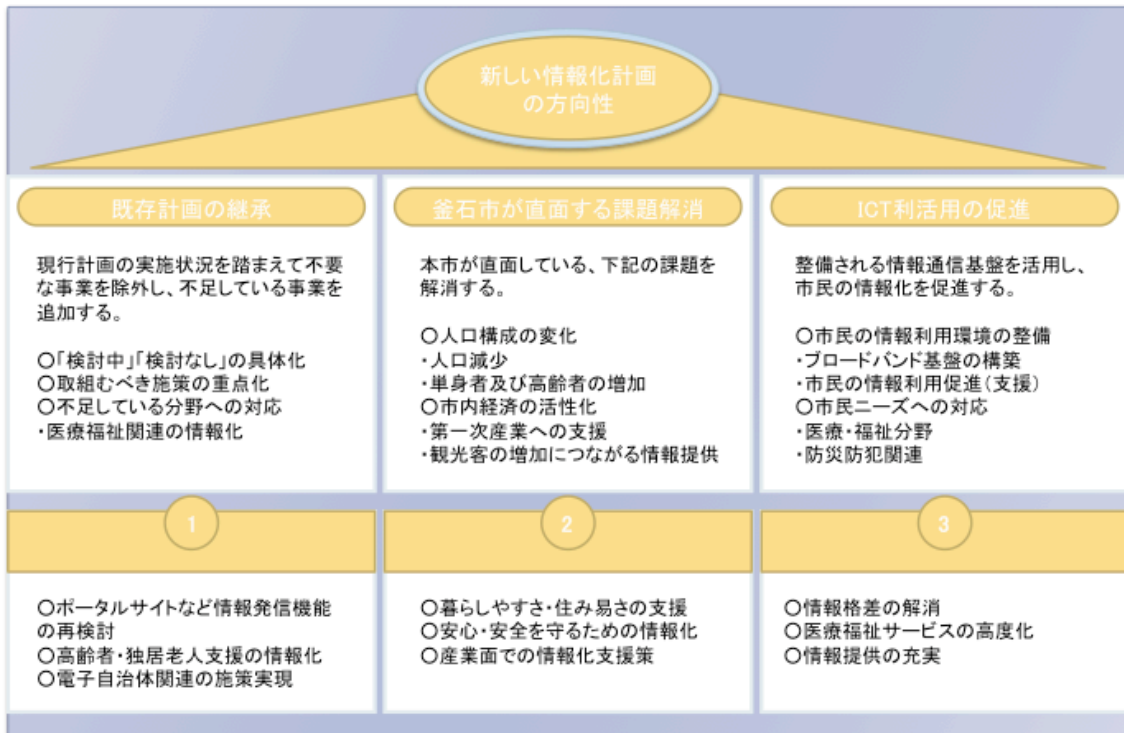 新しい情報化計画
の方向性
既存計画の継承
現行計画の実施状況を踏まえて不要
な事業を除外し、不足している事業を
追加する。
○「検討中」「検討なし」の具体化
○取組むべき施策の重点化
○不足している分野への対応
・医療福祉関連の情報化
釜石市が直面する課題解消
本市が直面している、下記の課題を
解消する。
○人口構成の変化
・人口減少
・単身者及び高齢者の増加
○市内経済の活性化
・第一次産業への支援
・観光客の増加につながる情報提供
ICT利活用の促進
整備される情報通信基盤を活用し、
市民の情報化を促進する。
○市民の情報利用環境の整備
・ブロードバンド基盤の構築
・市民の情報利用促進(支援)
○市民ニーズへの対応
・医療・福祉分野
・防災防犯関連
1
○ポータルサイトなど情報発信機能
の再検討
○高齢者・独居老人支援の情報化
○電子自治体関連の施策実現
2
○暮らしやすさ・住み易さの支援
○安心・安全を守るための情報化
○産業面での情報化支援策
3
○情報格差の解消
○医療福祉サービスの高度化
○情報提供の充実